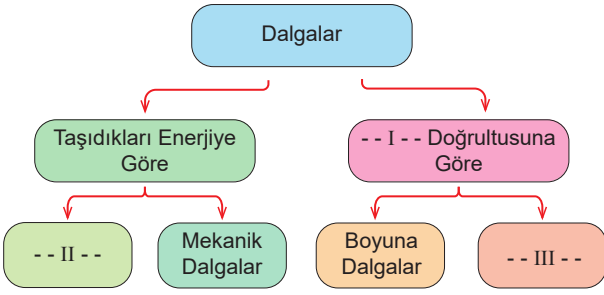 Dalgalar
Taşıdıkları Enerjiye
Göre
- - I - - Doğrultusuna
Göre
- - II - -
Mekanik
Dalgalar
Boyuna
Dalgalar
- - III - -